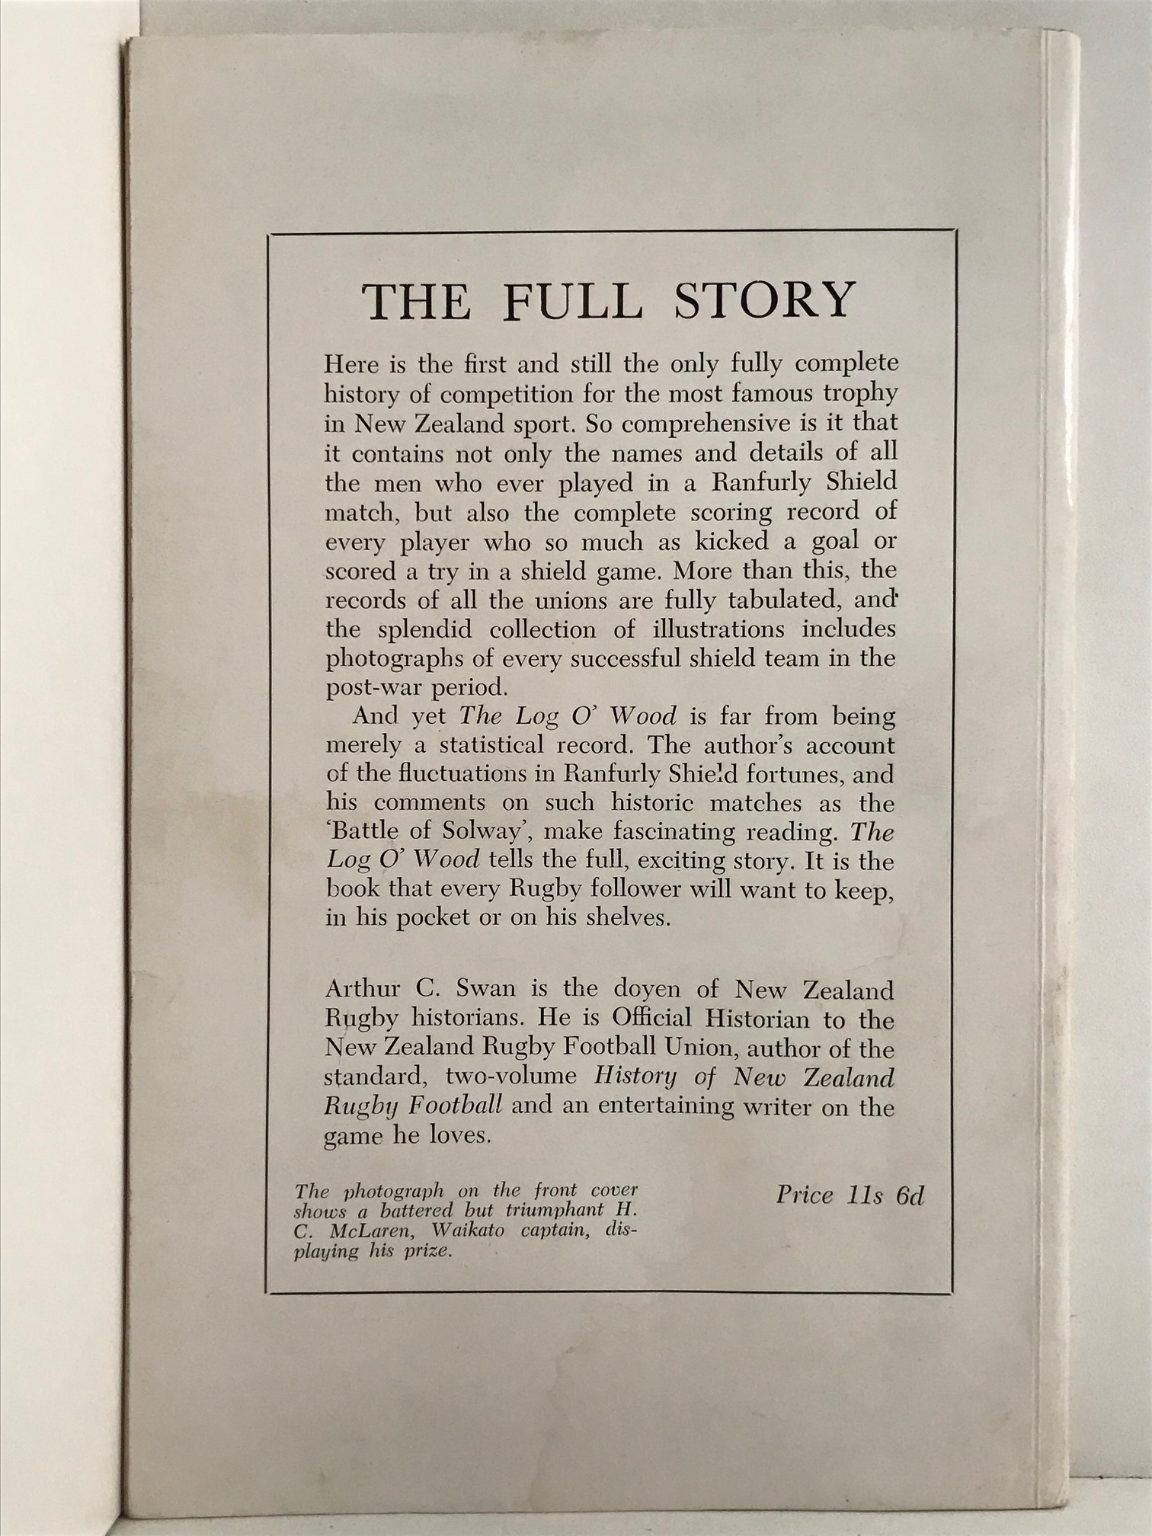 THE FULL STORY
Here is the first and still the only fully complete
history of competition for the most famous trophy
in New Zealand sport. So comprehensive is it that
it contains not only the names and details of all
the men who ever played in a Ranfurly Shield
match, but also the complete scoring record of
every player who so much as kicked a goal or
scored a try in a shield game. More than this, the
records of all the unions are fully tabulated, and
the splendid collection of illustrations includes
photographs of every successful shield team in the
post-war period.
And yet The Log O’ Wood is far from being
merely a statistical record. The author’s account
of the fluctuations in Ranfurly Shield fortunes, and
his comments on such historic matches as the
‘Battle of Solway’, make fascinating reading. The
Log O’ Wood tells the full, exciting story. It is the
book that every Rugby follower will want to keep,
in his pocket or on his shelves.
Arthur C. Swan is the doyen of New Zealand
Rugby historians. He is Official Historian to the
New Zealand Rugby Football Union, author of the
standard, two-volume History of New Zealand
Rugby Football and an entertaining writer on the
game he loves.
The photograph on the front cover
shows a battered but triumphant H.
C. McLaren, Waikato captain, dis-
playing his prize.
Price 11s 6d